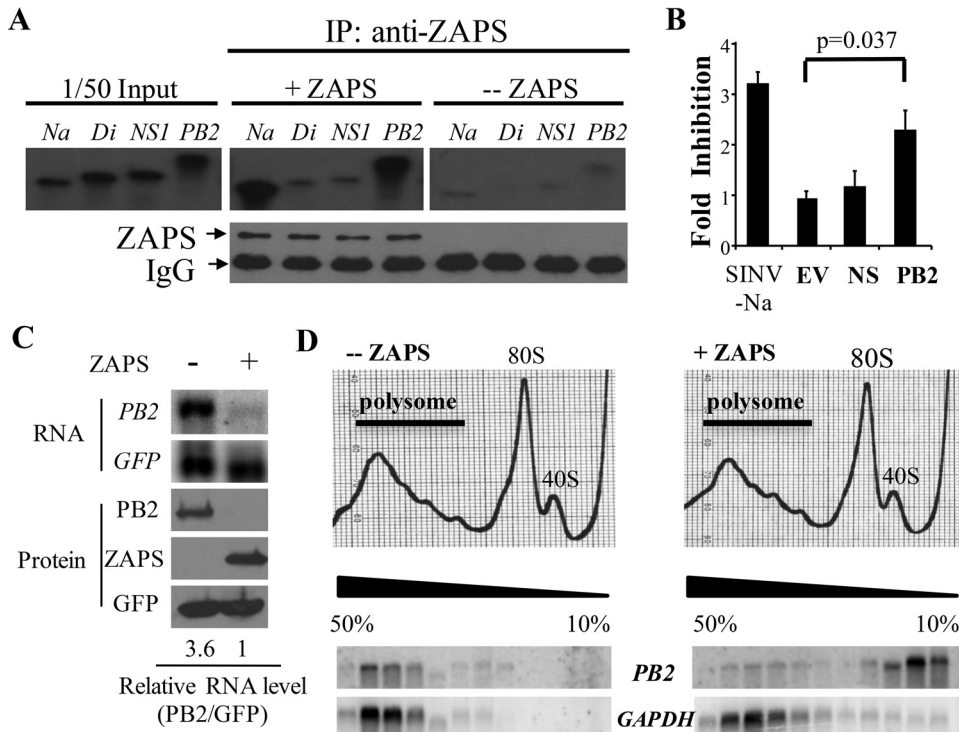 A
IP: anti-ZAPS
1/50 Input
+ ZAPS
-- ZAPS
Na Di NS1 PB2
Na Di NS1 PB2
Na Di NS1 PB2
ZAPS
IgG
B
p=0.037
Fold Inhibition
4
3
2
1
0
SINV
-Na
EV
NS
PB2
C
ZAPS - +
RNA
PB2
GFP
Protein
PB2
ZAPS
GFP
3.6 1
Relative RNA level
(PB2/GFP)
D
-- ZAPS
polysome
80S
40S
+ ZAPS
polysome
80S
40S
50% 10%
50% 10%
PB2
GAPDH